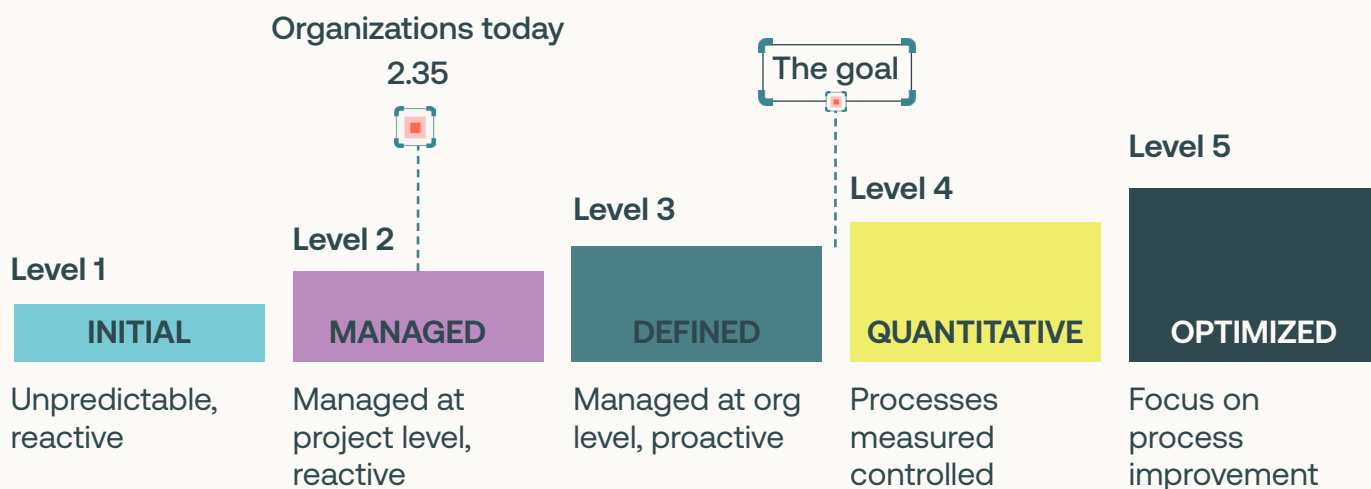 Organizations today
2.35
The goal
Level 1
Level 2
Level 3
Level 4
Level 5
INITIAL
MANAGED
DEFINED
QUANTITATIVE
OPTIMIZED
Unpredictable,
reactive
Managed at
project level,
reactive
Managed at org
level, proactive
Processes
measured
controlled
Focus on
process
improvement